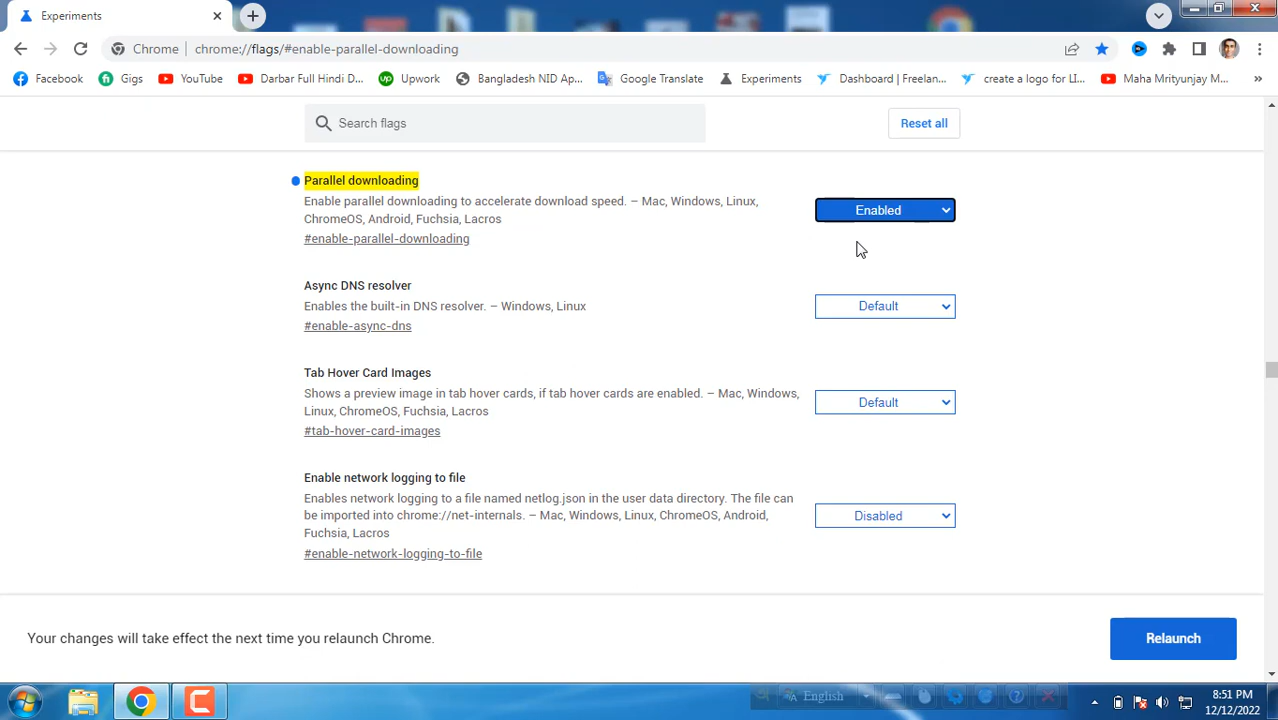 Experiments
Chrome | chrome://flags/#enable-parallel-downloading
Facebook Gigs YouTube Darbar Full Hindi D... Upwork Bangladesh NID Ap... Google Translate Experiments Dashboard | Freelan... create a logo for LI... Maha Mrityunjay M... »
Search flags
Reset all
Parallel downloading
Enable parallel downloading to accelerate download speed. – Mac, Windows, Linux,
ChromeOS, Android, Fuchsia, Lacros
#enable-parallel-downloading
Enabled
Async DNS resolver
Enables the built-in DNS resolver. – Windows, Linux
#enable-async-dns
Default
Tab Hover Card Images
Shows a preview image in tab hover cards, if tab hover cards are enabled. – Mac, Windows,
Linux, ChromeOS, Fuchsia, Lacros
#tab-hover-card-images
Default
Enable network logging to file
Enables network logging to a file named netlog.json in the user data directory. The file can
be imported into chrome://net-internals. – Mac, Windows, Linux, ChromeOS, Android,
Fuchsia, Lacros
#enable-network-logging-to-file
Disabled
Your changes will take effect the next time you relaunch Chrome.
Relaunch
English
8:51 PM
12/12/2022